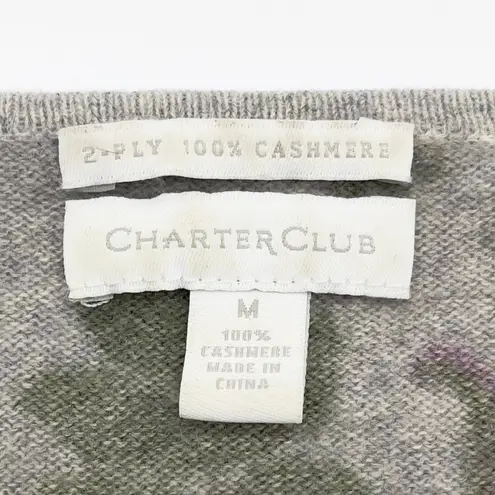 2-PLY 100% CASHMERE
CHARTER CLUB
M
100%
CASHMERE
MADE IN
CHINA